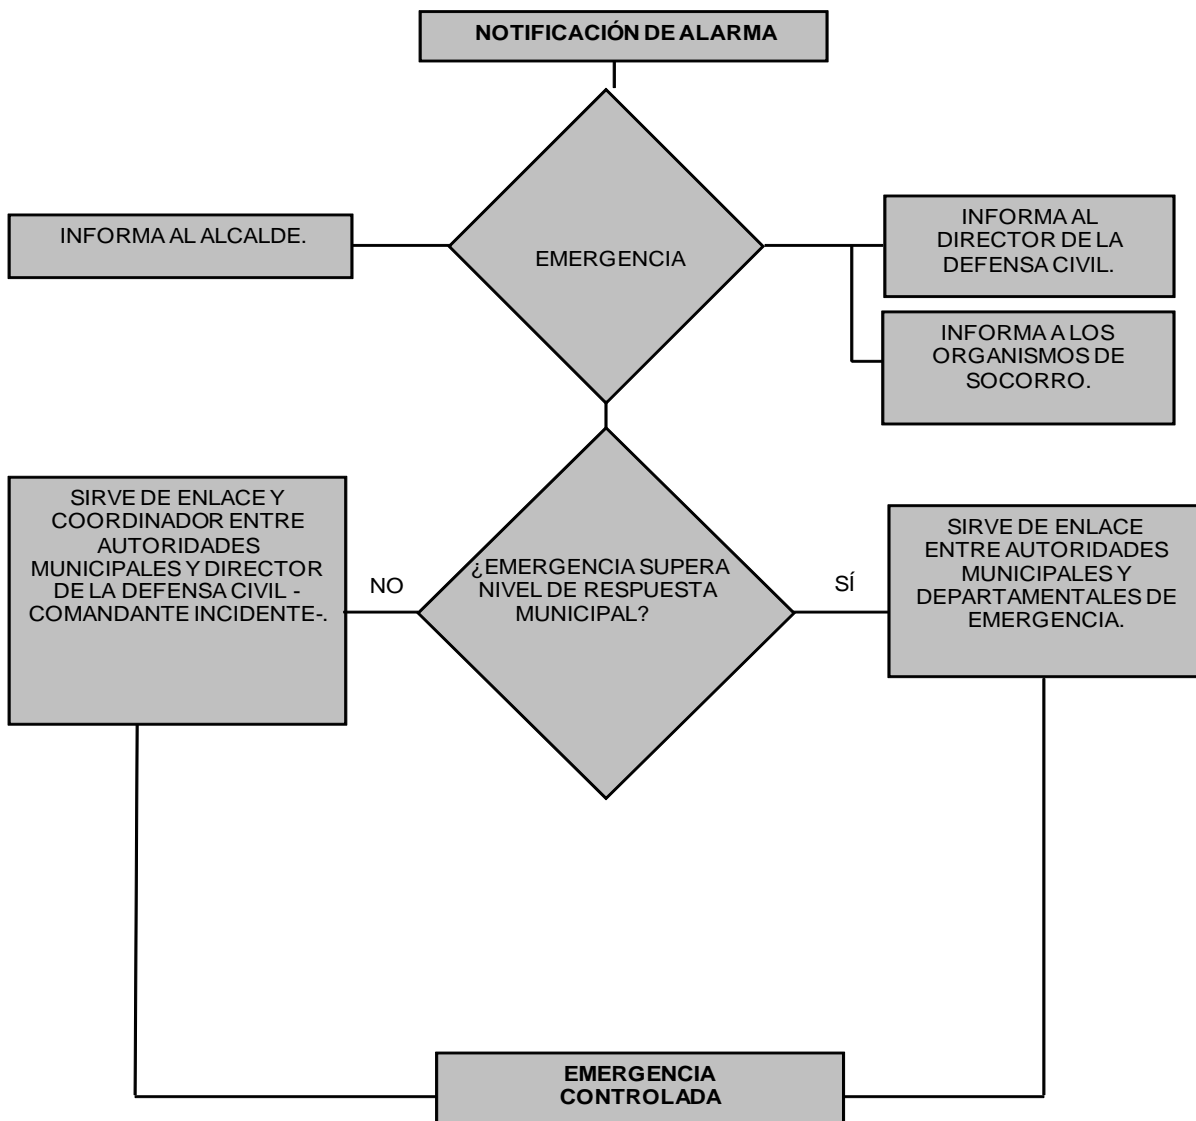 NOTIFICACIÓN DE ALARMA
INFORMA AL ALCALDE.
EMERGENCIA
INFORMA AL
DIRECTOR DE LA
DEFENSA CIVIL.
INFORMA A LOS
ORGANISMOS DE
SOCORRO.
SIRVE DE ENLACE Y
COORDINADOR ENTRE
AUTORIDADES
MUNICIPALES Y DIRECTOR
DE LA DEFENSA CIVIL -
COMANDANTE INCIDENTE-.
NO
¿EMERGENCIA SUPERA
NIVEL DE RESPUESTA
MUNICIPAL?
SÍ
SIRVE DE ENLACE
ENTRE AUTORIDADES
MUNICIPALES Y
DEPARTAMENTALES DE
EMERGENCIA.
EMERGENCIA
CONTROLADA